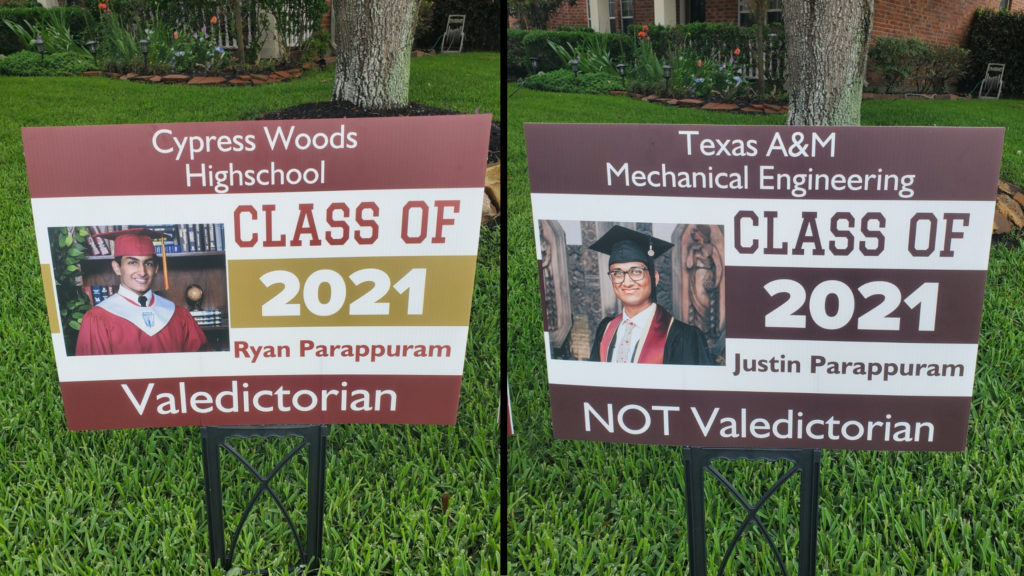 Cypress Woods
Highschool
CLASS OF
2021
Ryan Parappuram
Valedictorian
Texas A&M
Mechanical Engineering
CLASS OF
2021
Justin Parappuram
NOT Valedictorian